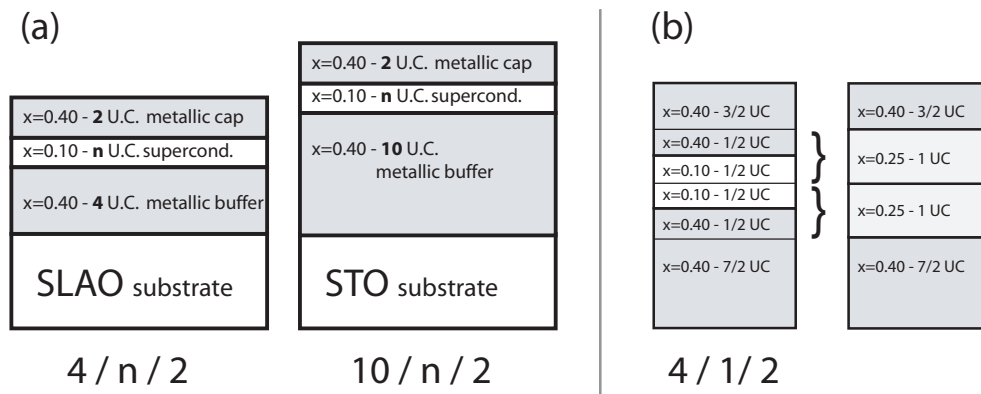 (a)
x=0.40 - 2 U.C. metallic cap
x=0.10 - n U.C. supercond.
x=0.40 - 4 U.C. metallic buffer
SLAO substrate
4 / n / 2
x=0.40 - 2 U.C. metallic cap
x=0.10 - n U.C. supercond.
x=0.40 - 10 U.C.
metallic buffer
STO substrate
10 / n / 2
(b)
x=0.40 - 3/2 UC
x=0.40 - 1/2 UC
x=0.10 - 1/2 UC
x=0.10 - 1/2 UC
x=0.40 - 1/2 UC
x=0.40 - 7/2 UC
4 / 1/ 2
x=0.40 - 3/2 UC
x=0.25 - 1 UC
x=0.25 - 1 UC
x=0.40 - 7/2 UC